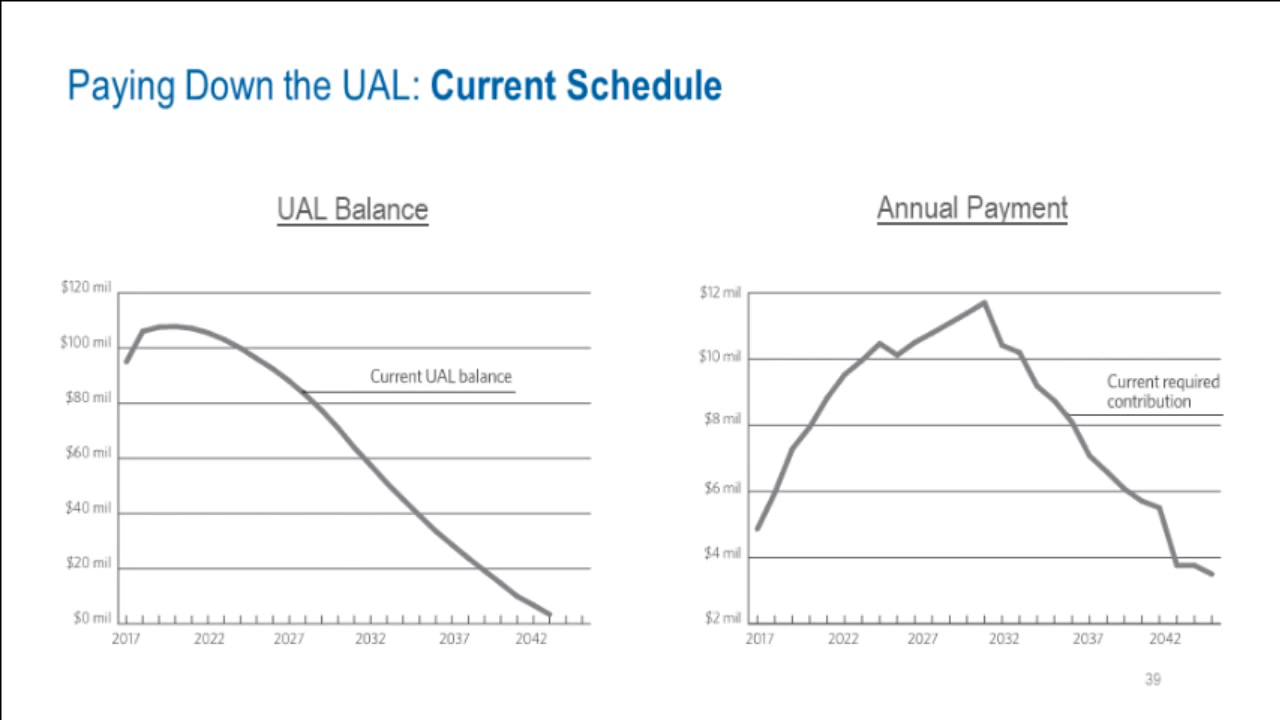 Paying Down the UAL: Current Schedule
UAL Balance
$120 mil
$100 mil
$80 mil
$60 mil
$40 mil
$20 mil
$0 mil
Current UAL balance
2017 2022 2027 2032 2037 2042
Annual Payment
$12 mil
$10 mil
$8 mil
$6 mil
$4 mil
$2 mil
Current required
contribution
2017 2022 2027 2032 2037 2042
39